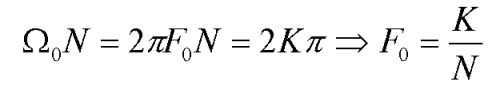 Ω₀N = 2πF₀N = 2Kπ ⇒ F₀ = K/N